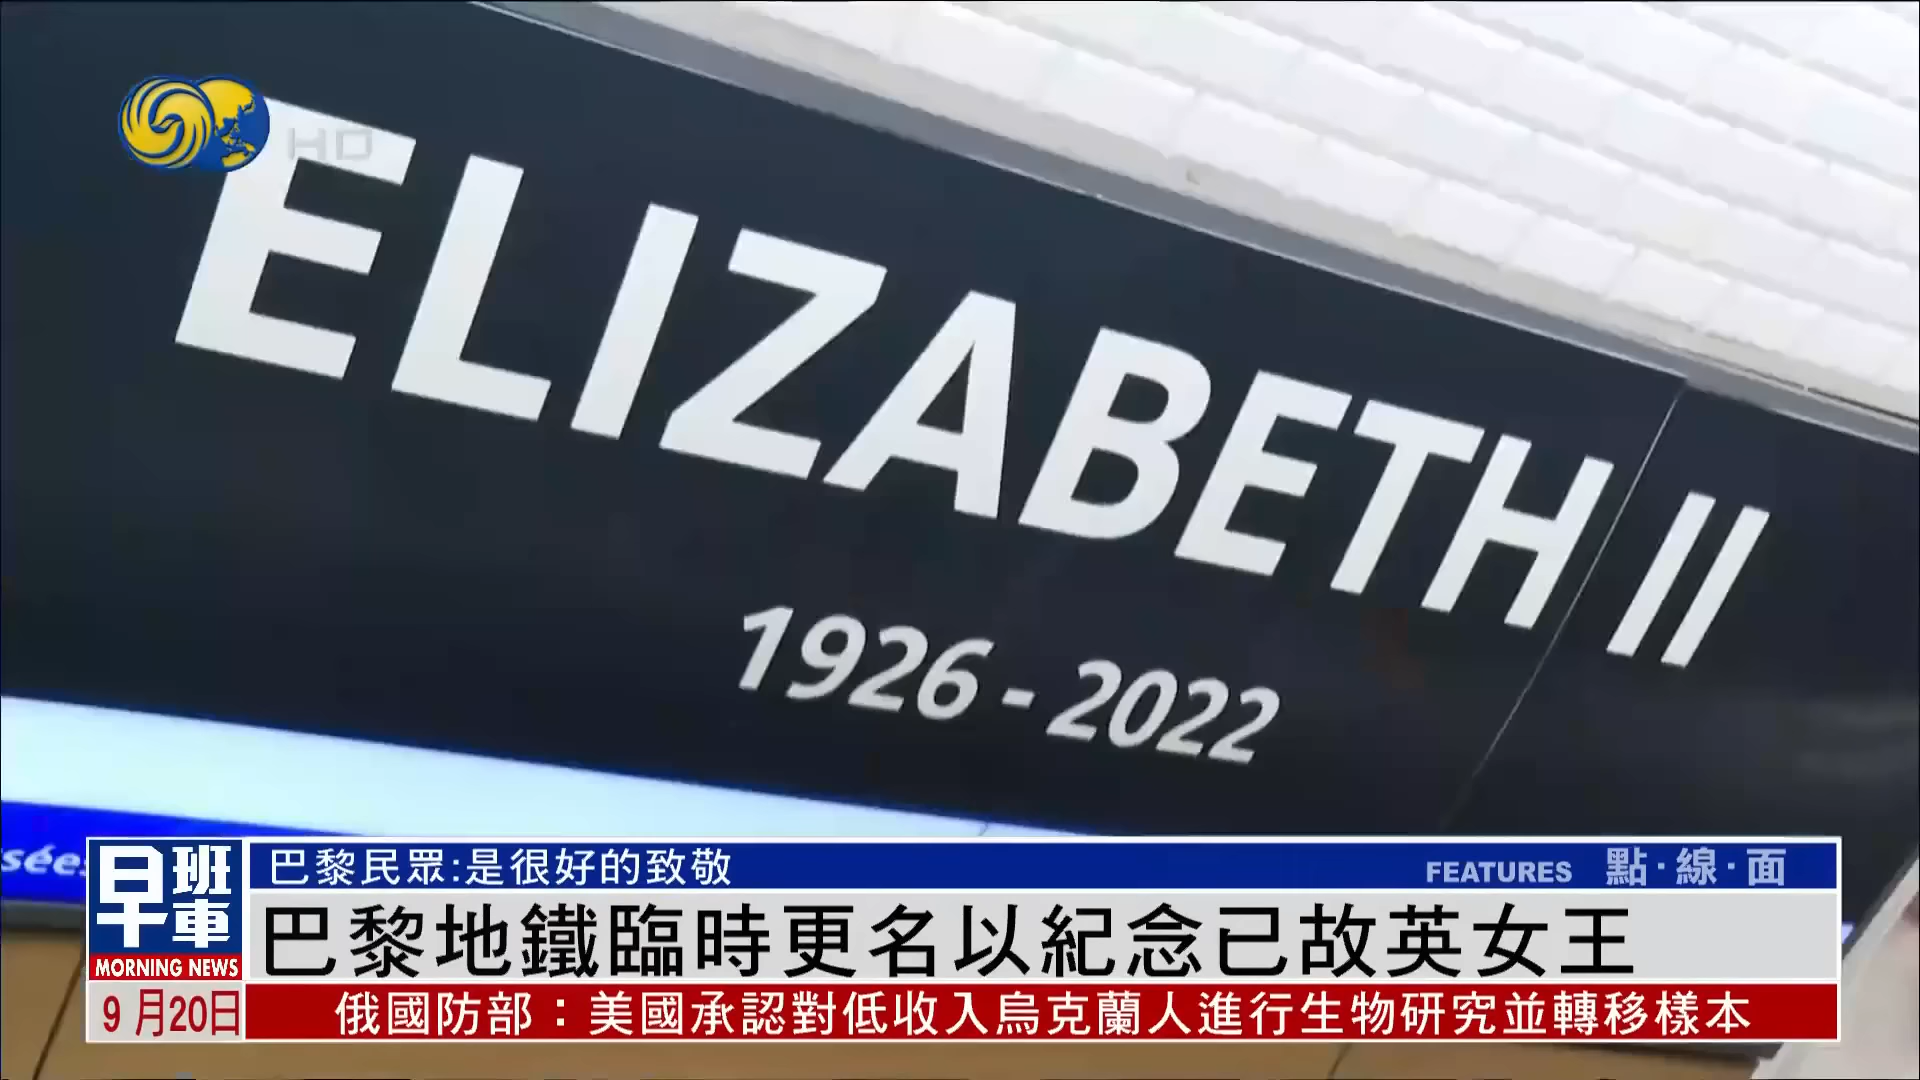 HD
ELIZABETH II
1926 - 2022
早班車
MORNING NEWS
巴黎民眾:是很好的致敬
FEATURES 點·線·面
巴黎地鐵臨時更名以紀念已故英女王
9月20日
俄國防部：美國承認對低收入烏克蘭人進行生物研究並轉移樣本